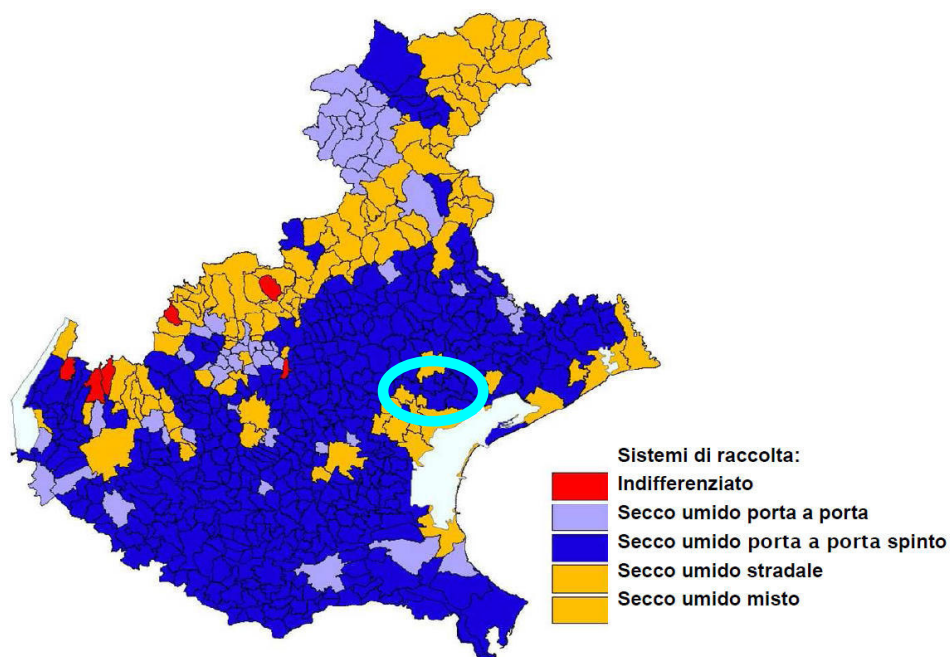 Sistemi di raccolta:
Indifferenziato
Secco umido porta a porta
Secco umido porta a porta spinto
Secco umido stradale
Secco umido misto